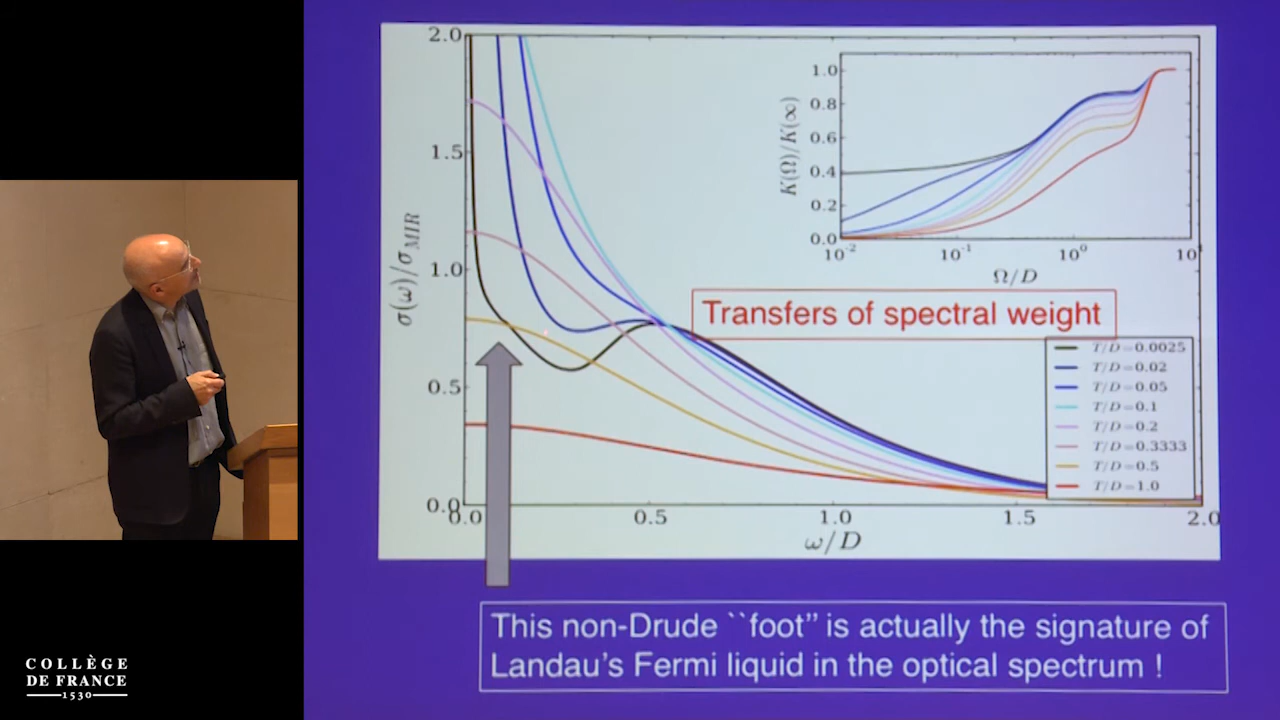 2.0
1.5
1.0
0.5
0.0
σ(ω)/σMIR
0.0 0.5 1.0 1.5 2.0
ω/D
1.0
0.8
0.6
0.4
0.2
0.0
K(Ω)/K(∞)
10⁻² 10⁻¹ 10⁰ 10¹
Ω/D
Transfers of spectral weight
T/D=0.0025
T/D=0.02
T/D=0.05
T/D=0.1
T/D=0.2
T/D=0.3333
T/D=0.5
T/D=1.0
This non-Drude ``foot'' is actually the signature of
Landau's Fermi liquid in the optical spectrum !
COLLÈGE
DE FRANCE
1530